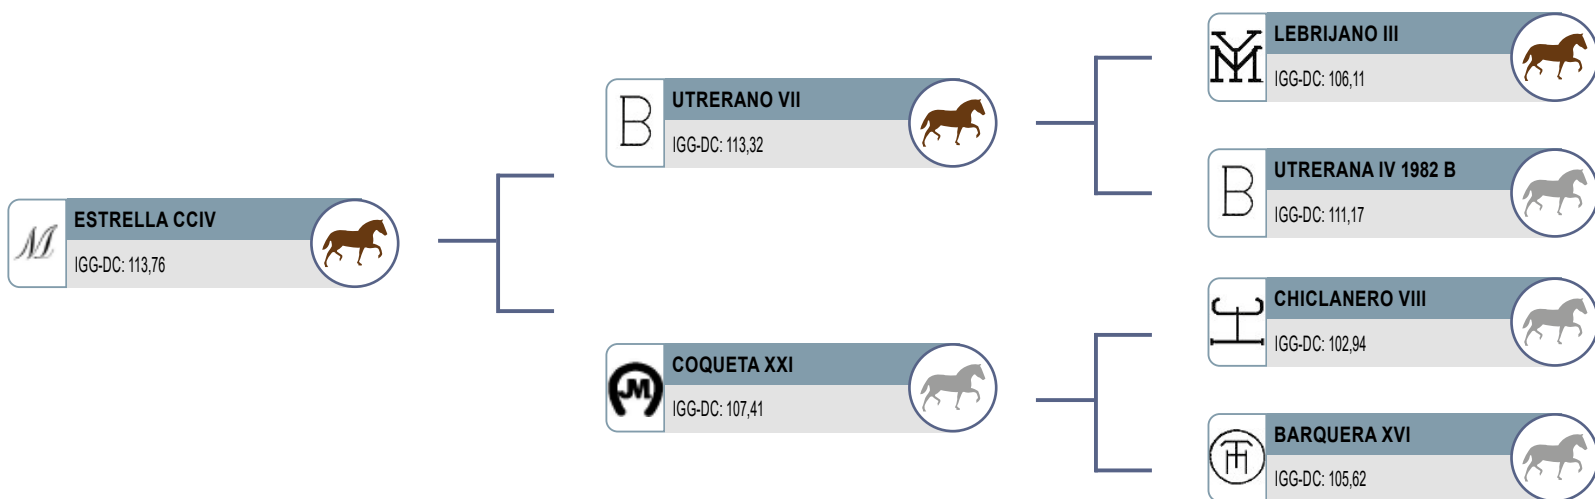 ESTRELLA CCIV
IGG-DC: 113,76
UTRERANO VII
IGG-DC: 113,32
COQUETA XXI
IGG-DC: 107,41
LEBRIJANO III
IGG-DC: 106,11
UTRERANA IV 1982 B
IGG-DC: 111,17
CHICLANERO VIII
IGG-DC: 102,94
BARQUERA XVI
IGG-DC: 105,62
M
B
JM
B